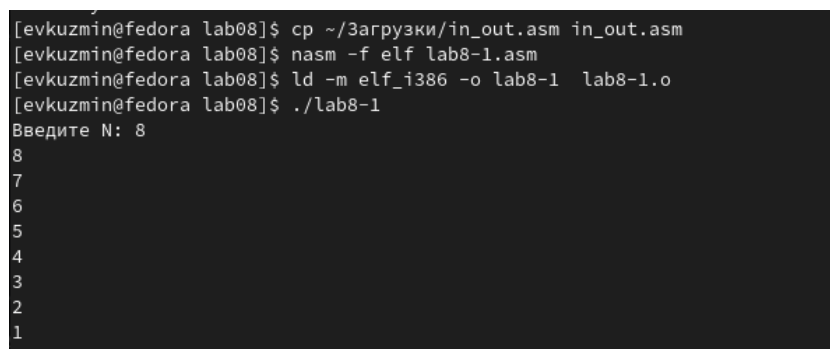 [evkuzmin@fedora lab08]$ cp ~/Загрузки/in_out.asm in_out.asm
[evkuzmin@fedora lab08]$ nasm -f elf lab8-1.asm
[evkuzmin@fedora lab08]$ ld -m elf_i386 -o lab8-1  lab8-1.o
[evkuzmin@fedora lab08]$ ./lab8-1
Введите N: 8
8
7
6
5
4
3
2
1